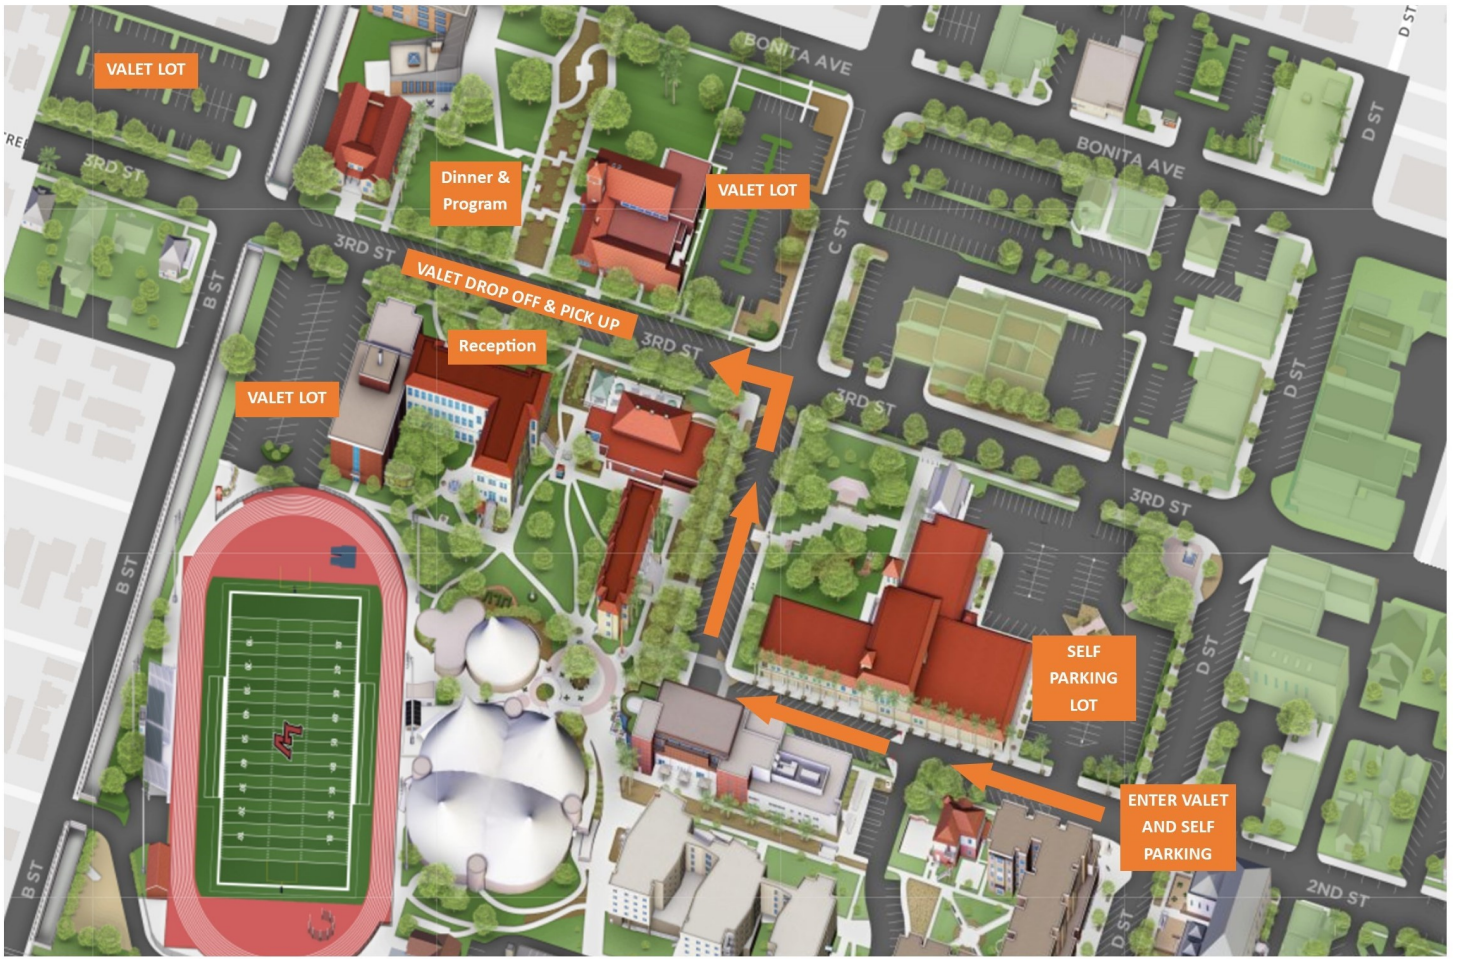 D ST
BONITA AVE
VALET LOT
D ST
BONITA AVE
3RD ST
Dinner &
Program
VALET LOT
C ST
3RD ST
VALET DROP OFF & PICK UP
B ST
3RD ST
Reception
D ST
VALET LOT
3RD ST
3RD ST
B ST
D ST
SELF
PARKING
LOT
LV
ENTER VALET
AND SELF
PARKING
B ST
2ND ST
D ST